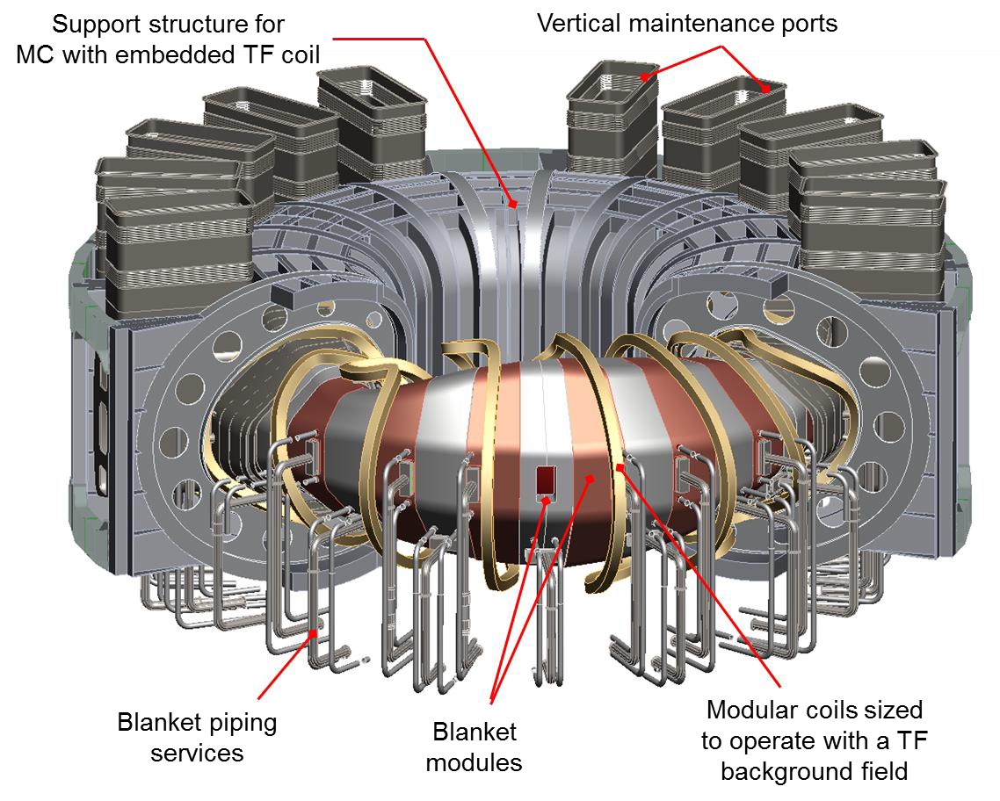 Support structure for
MC with embedded TF coil
Vertical maintenance ports
Blanket piping
services
Blanket
modules
Modular coils sized
to operate with a TF
background field